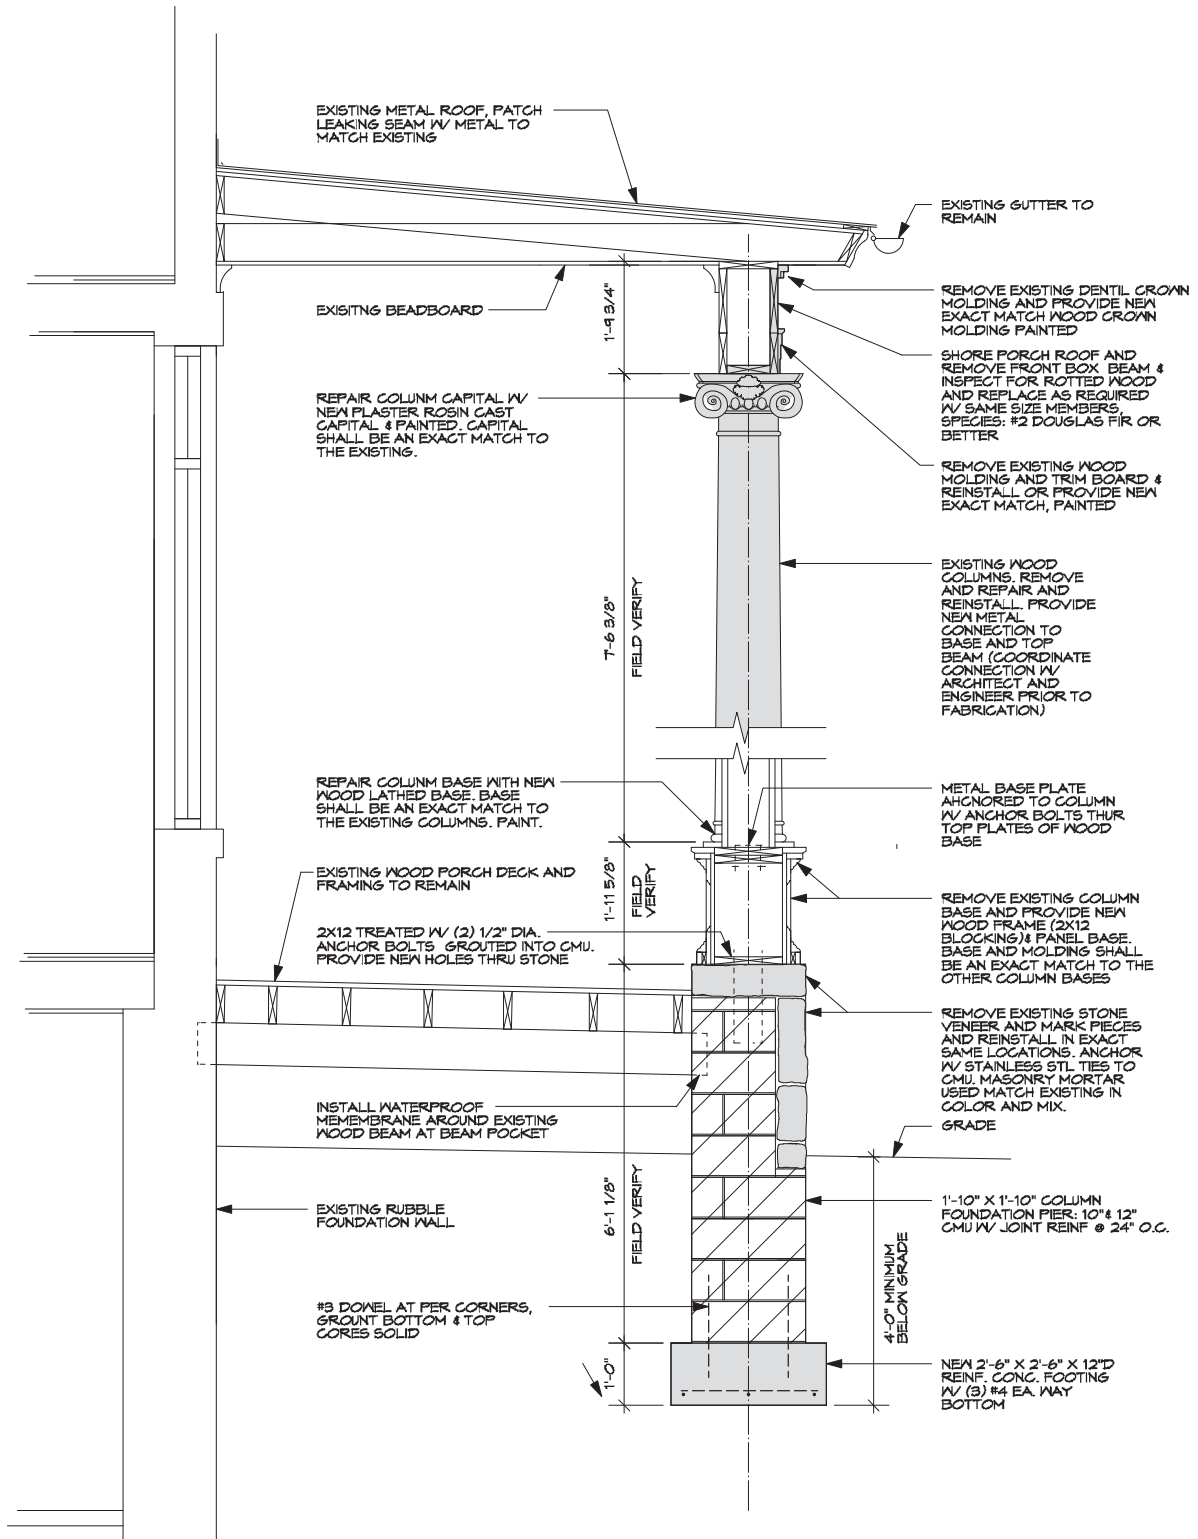 EXISTING METAL ROOF, PATCH
LEAKING SEAM W/ METAL TO
MATCH EXISTING
EXISTING GUTTER TO
REMAIN
EXISITNG BEADBOARD
1'-9 3/4"
REMOVE EXISTING DENTIL CROWN
MOLDING AND PROVIDE NEW
EXACT MATCH WOOD CROWN
MOLDING PAINTED
SHORE PORCH ROOF AND
REMOVE FRONT BOX BEAM &
INSPECT FOR ROTTED WOOD
AND REPLACE AS REQUIRED
W/ SAME SIZE MEMBERS,
SPECIES: #2 DOUGLAS FIR OR
BETTER
REPAIR COLUNM CAPITAL W/
NEW PLASTER ROSIN CAST
CAPITAL & PAINTED. CAPITAL
SHALL BE AN EXACT MATCH TO
THE EXISTING.
REMOVE EXISTING WOOD
MOLDING AND TRIM BOARD &
REINSTALL OR PROVIDE NEW
EXACT MATCH, PAINTED
7'-6 3/8"
FIELD VERIFY
EXISTING WOOD
COLUMNS. REMOVE
AND REPAIR AND
REINSTALL. PROVIDE
NEW METAL
CONNECTION TO
BASE AND TOP
BEAM (COORDINATE
CONNECTION W/
ARCHITECT AND
ENGINEER PRIOR TO
FABRICATION)
REPAIR COLUNM BASE WITH NEW
WOOD LATHED BASE. BASE
SHALL BE AN EXACT MATCH TO
THE EXISTING COLUMNS. PAINT.
METAL BASE PLATE
AHCNORED TO COLUMN
W/ ANCHOR BOLTS THUR
TOP PLATES OF WOOD
BASE
EXISTING WOOD PORCH DECK AND
FRAMING TO REMAIN
1'-11 5/8"
FIELD
VERIFY
REMOVE EXISTING COLUMN
BASE AND PROVIDE NEW
WOOD FRAME (2X12
BLOCKING)& PANEL BASE.
BASE AND MOLDING SHALL
BE AN EXACT MATCH TO THE
OTHER COLUMN BASES
2X12 TREATED W/ (2) 1/2" DIA.
ANCHOR BOLTS GROUTED INTO CMU.
PROVIDE NEW HOLES THRU STONE
REMOVE EXISTING STONE
VENEER AND MARK PIECES
AND REINSTALL IN EXACT
SAME LOCATIONS. ANCHOR
W/ STAINLESS STL TIES TO
CMU. MASONRY MORTAR
USED MATCH EXISTING IN
COLOR AND MIX.
INSTALL WATERPROOF
MEMEMBRANE AROUND EXISTING
WOOD BEAM AT BEAM POCKET
GRADE
EXISTING RUBBLE
FOUNDATION WALL
6'-1 1/8"
FIELD VERIFY
1'-10" X 1'-10" COLUMN
FOUNDATION PIER: 10"& 12"
CMU W/ JOINT REINF @ 24" O.C.
4'-0" MINIMUM
BELOW GRADE
#3 DOWEL AT PER CORNERS,
GROUNT BOTTOM & TOP
CORES SOLID
1'-0"
NEW 2'-6" X 2'-6" X 12"D
REINF. CONC. FOOTING
W/ (3) #4 EA. WAY
BOTTOM